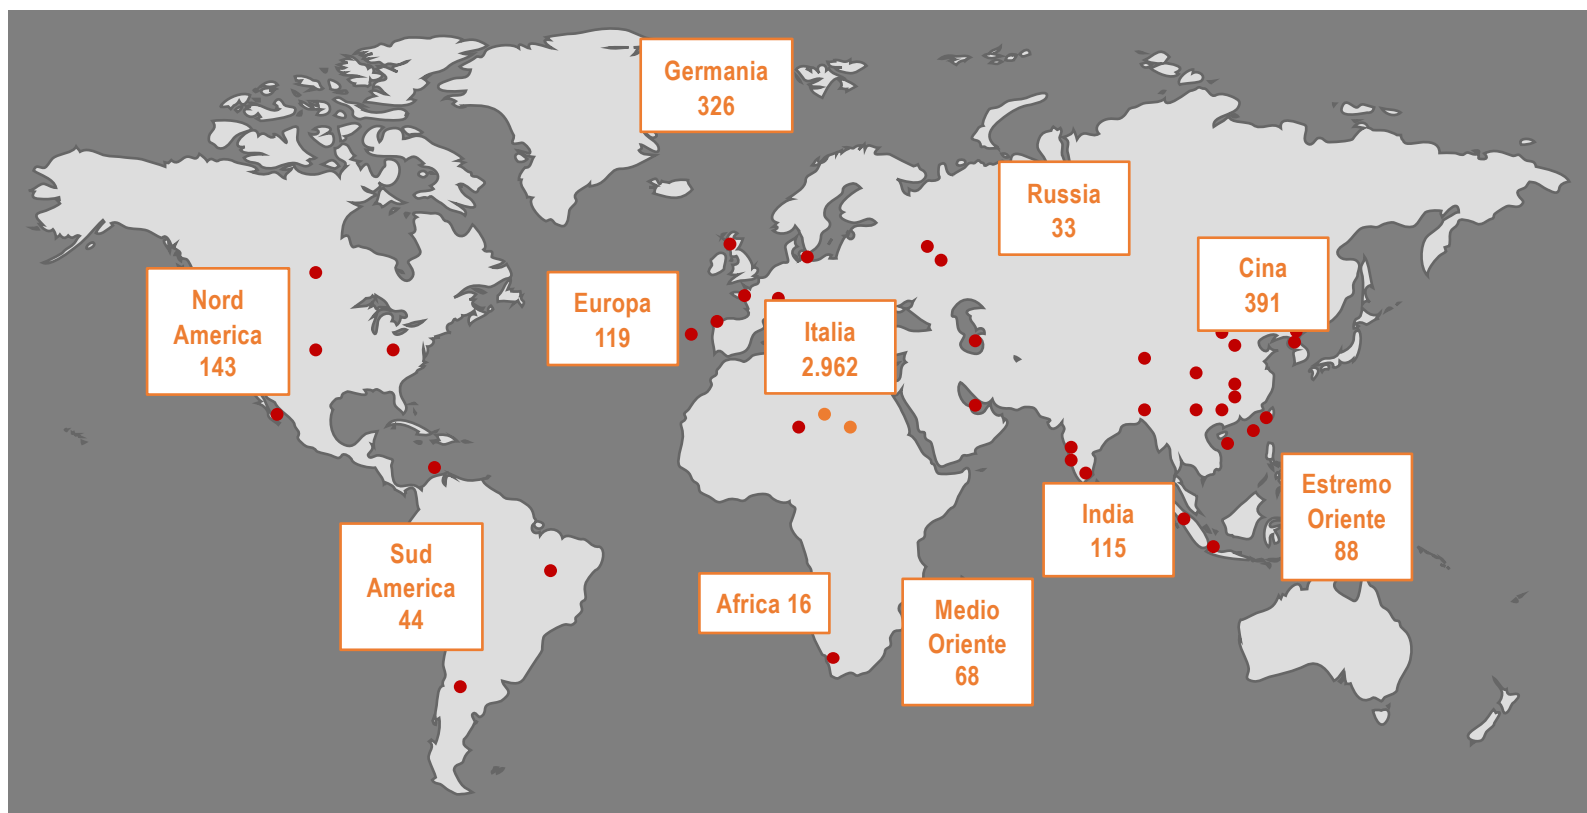 Germania
326
Russia
33
Cina
391
Nord
America
143
Europa
119
Italia
2.962
Estremo
Oriente
88
India
115
Sud
America
44
Africa 16
Medio
Oriente
68